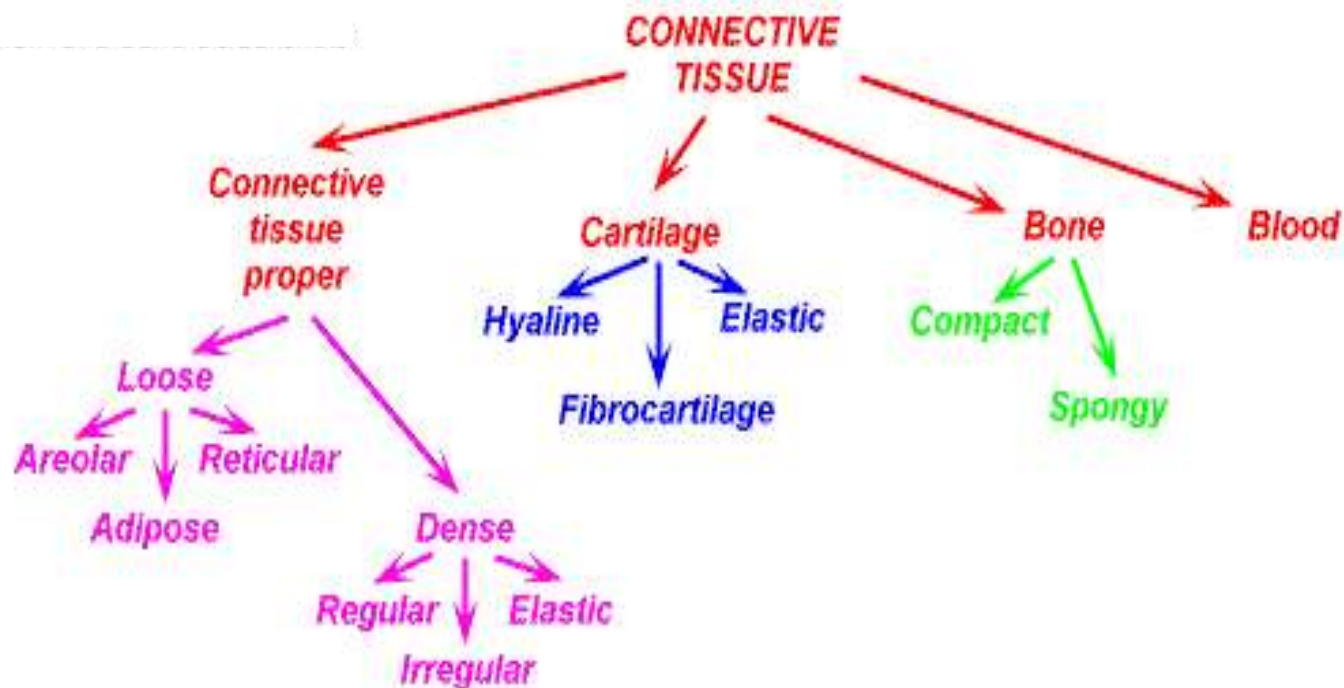 CONNECTIVE
TISSUE
Connective
tissue
proper
Cartilage
Bone
Blood
Hyaline
Elastic
Fibrocartilage
Compact
Spongy
Loose
Areolar
Reticular
Adipose
Dense
Regular
Elastic
Irregular